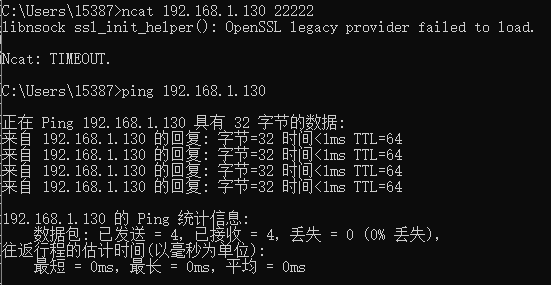 C:\Users\15387>ncat 192.168.1.130 22222
libnsock ssl_init_helper(): OpenSSL legacy provider failed to load.
Ncat: TIMEOUT.
C:\Users\15387>ping 192.168.1.130
正在 Ping 192.168.1.130 具有 32 字节的数据:
来自 192.168.1.130 的回复: 字节=32 时间<1ms TTL=64
来自 192.168.1.130 的回复: 字节=32 时间<1ms TTL=64
来自 192.168.1.130 的回复: 字节=32 时间<1ms TTL=64
来自 192.168.1.130 的回复: 字节=32 时间<1ms TTL=64
192.168.1.130 的 Ping 统计信息:
数据包: 已发送 = 4, 已接收 = 4, 丢失 = 0 (0% 丢失),
往返行程的估计时间(以毫秒为单位):
最短 = 0ms, 最长 = 0ms, 平均 = 0ms